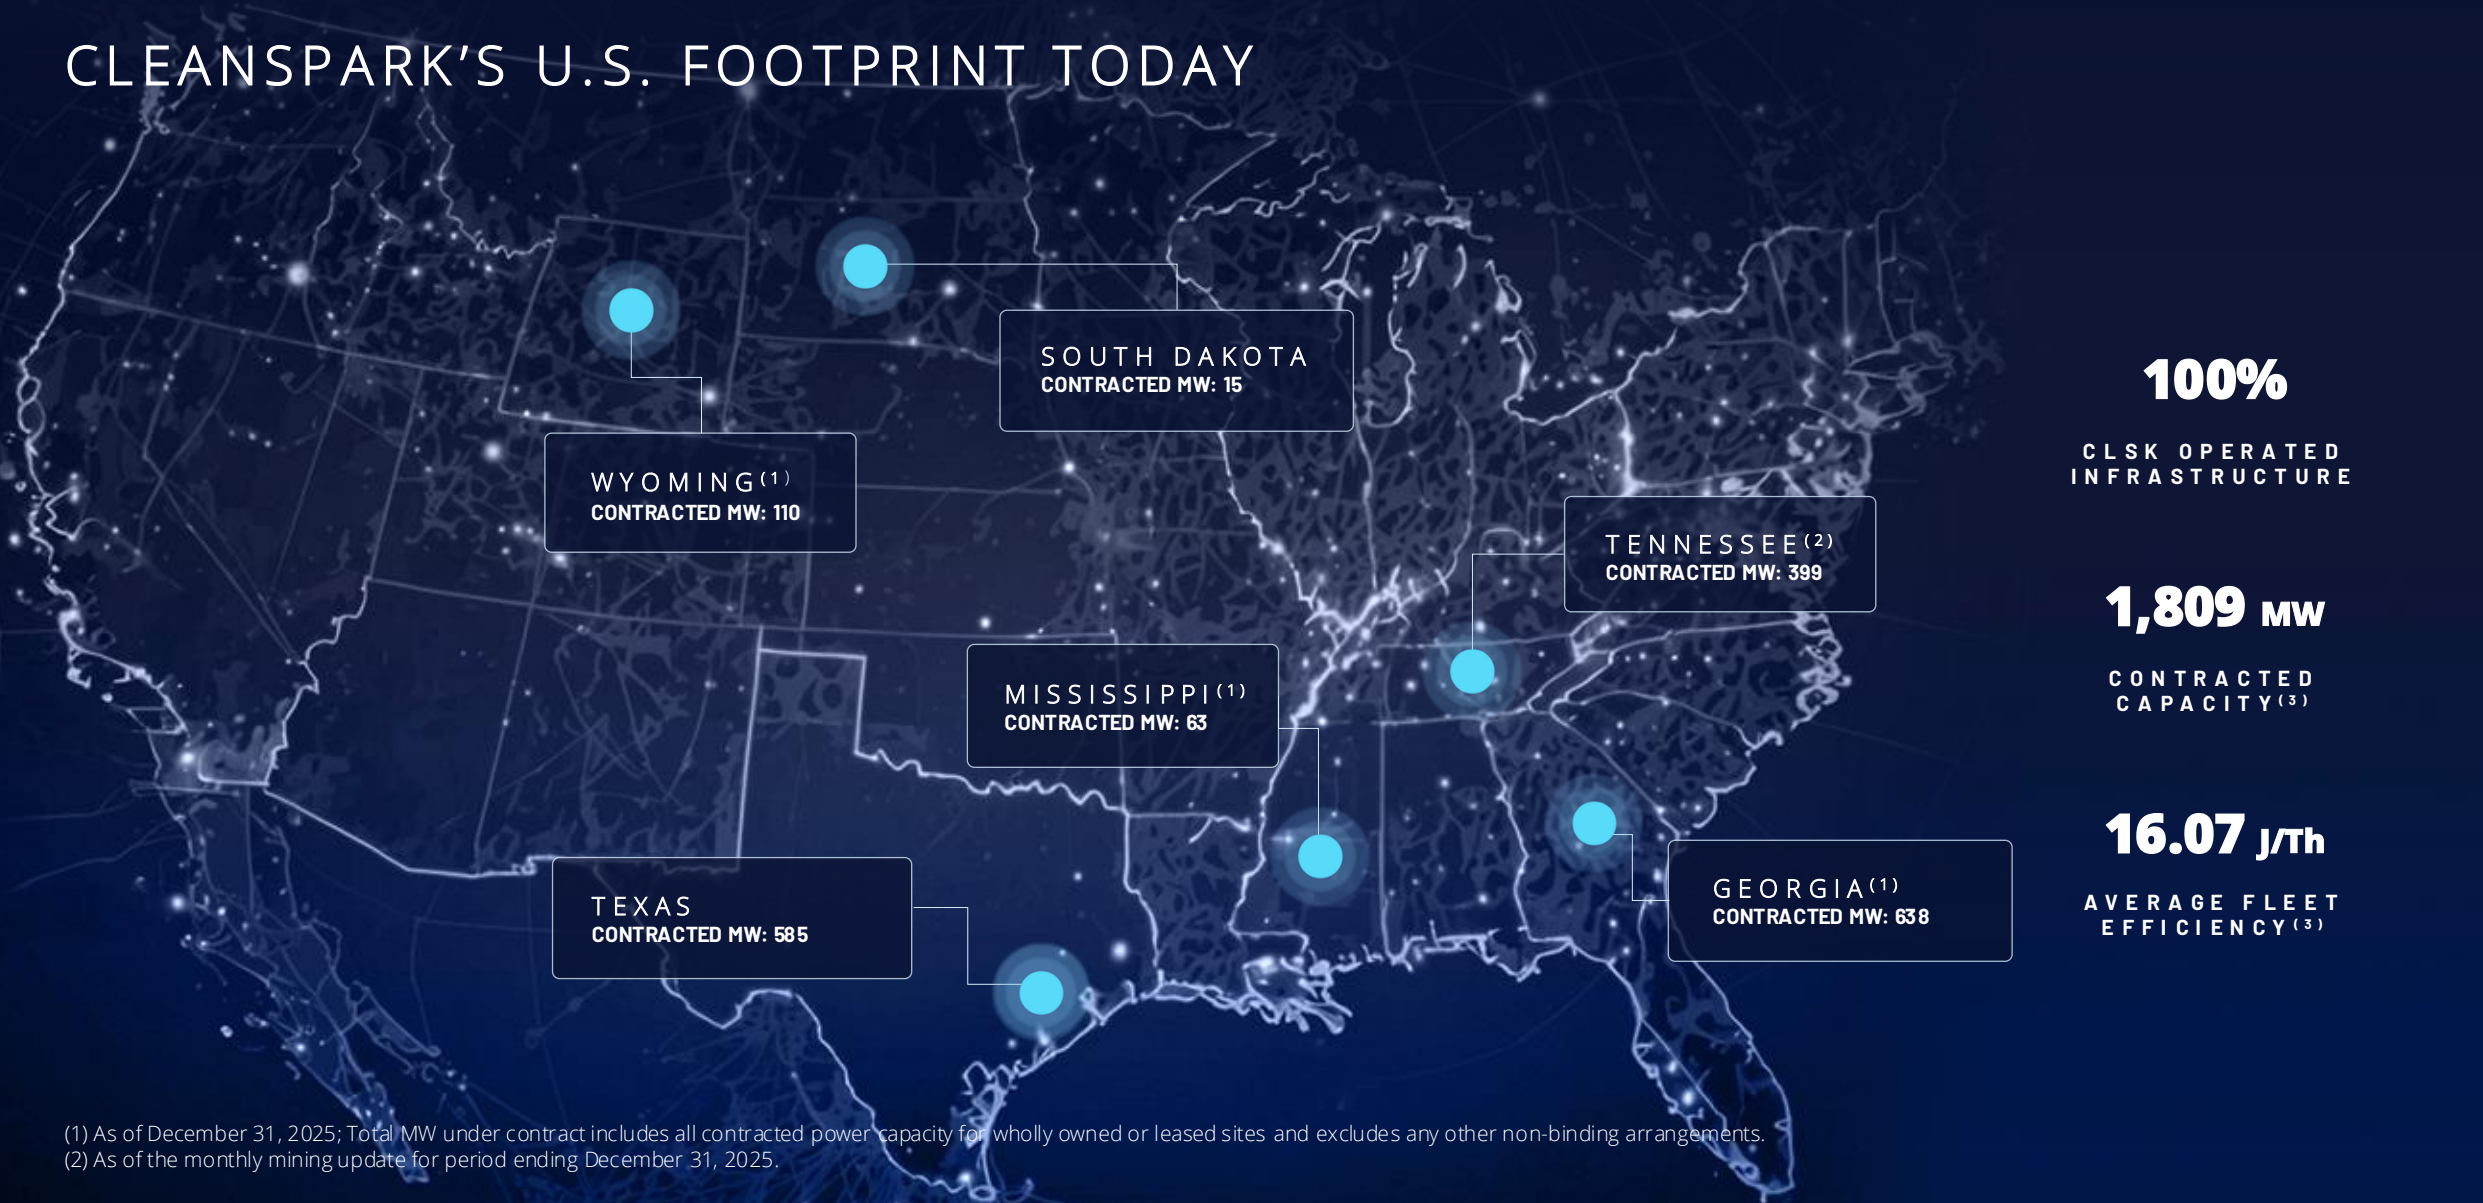 CLEANSPARK’S U.S. FOOTPRINT TODAY
SOUTH DAKOTA
CONTRACTED MW: 15
WYOMING(1)
CONTRACTED MW: 110
TENNESSEE(2)
CONTRACTED MW: 399
MISSISSIPPI(1)
CONTRACTED MW: 63
TEXAS
CONTRACTED MW: 585
GEORGIA(1)
CONTRACTED MW: 638
100%
CLSK OPERATED
INFRASTRUCTURE
1,809 MW
CONTRACTED
CAPACITY(3)
16.07 J/Th
AVERAGE FLEET
EFFICIENCY(3)
(1) As of December 31, 2025; Total MW under contract includes all contracted power capacity for wholly owned or leased sites and excludes any other non-binding arrangements.
(2) As of the monthly mining update for period ending December 31, 2025.